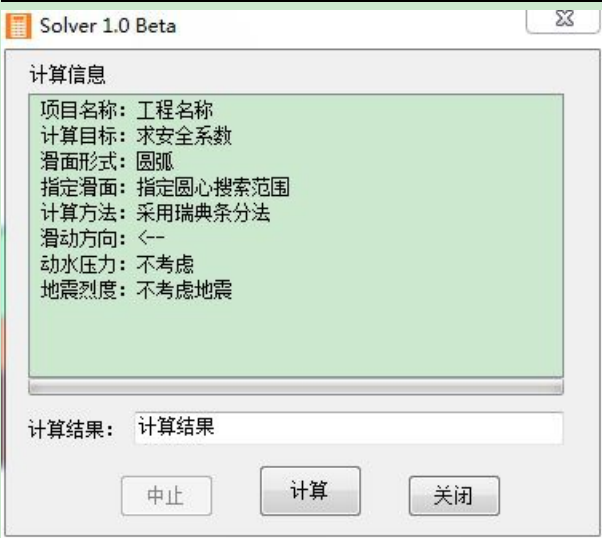 Solver 1.0 Beta
计算信息
项目名称：工程名称
计算目标：求安全系数
滑面形式：圆弧
指定滑面：指定圆心搜索范围
计算方法：采用瑞典条分法
滑动方向：<--
动水压力：不考虑
地震烈度：不考虑地震
计算结果： 计算结果
中止 计算 关闭